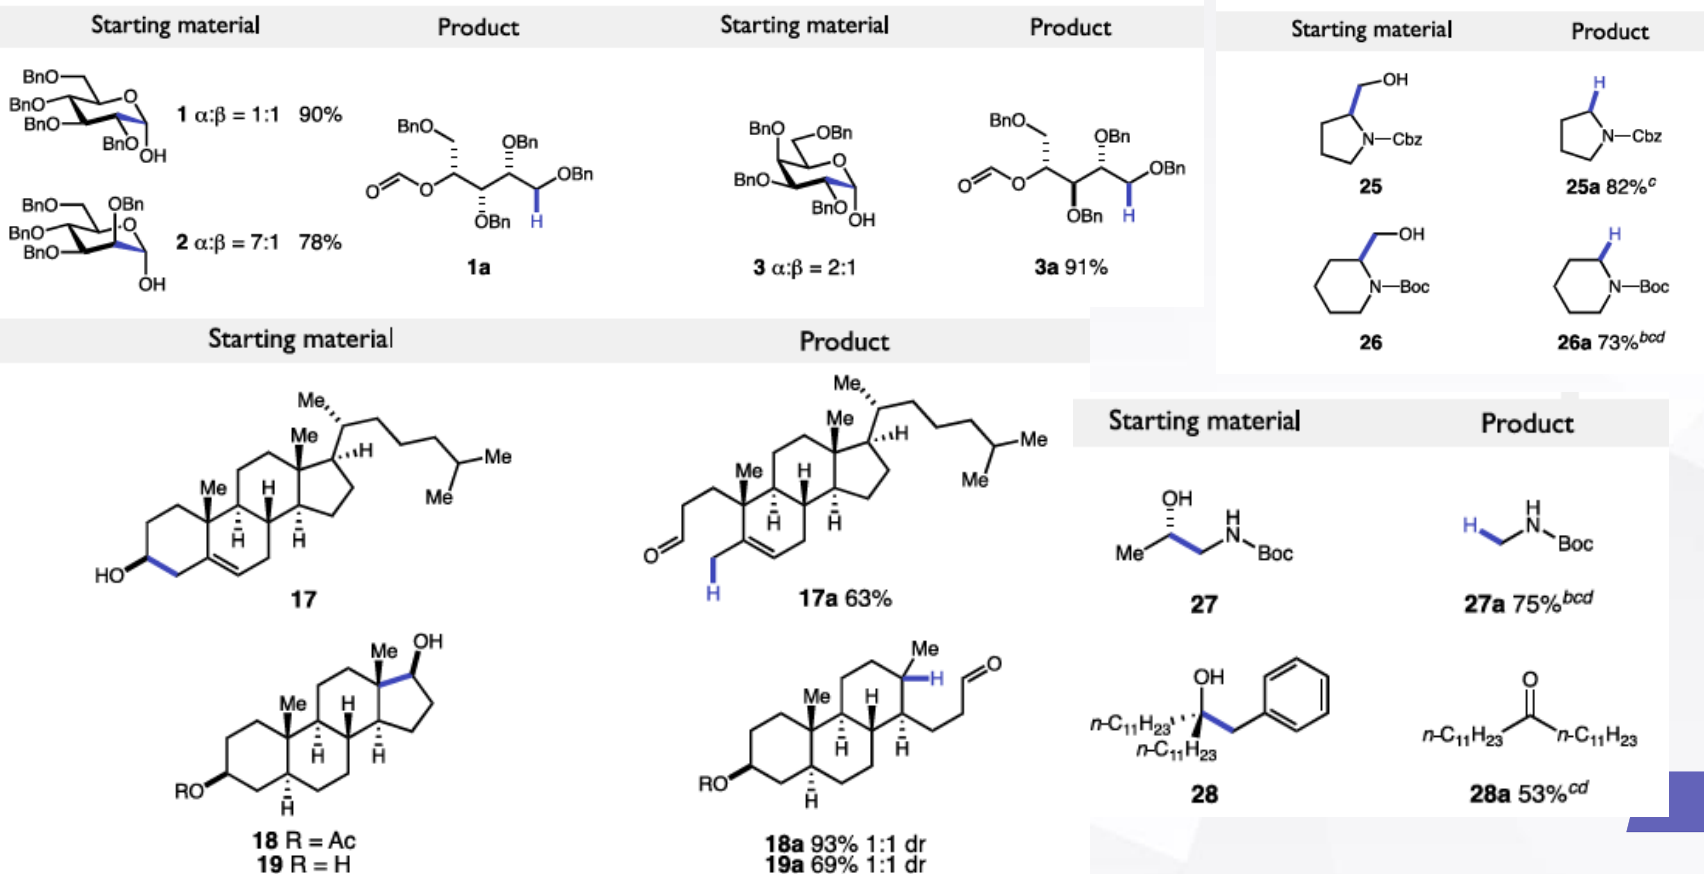 Starting material Product Starting material Product
BnO
BnO O
BnO
BnO
OH
1 α:β = 1:1 90%
BnO OBn
BnO O
BnO
OH
2 α:β = 7:1 78%
BnO
OBn
O O OBn
OBn H
1a
BnO OBn
O
BnO
BnO
OH
3 α:β = 2:1
BnO
OBn
O O OBn
OBn H
3a 91%
Starting material Product
OH
N Cbz
25
H
N Cbz
25a 82%c
OH
N Boc
26
H
N Boc
26a 73%bcd
Starting material Product
Me
Me H
Me H Me
Me
H H
HO
17
Me
Me H
Me H Me
Me
H H
O
H
17a 63%
OH
Me
Me H
H H
RO
H
18 R = Ac
19 R = H
Me O
H
Me H
H H
RO
H
18a 93% 1:1 dr
19a 69% 1:1 dr
Starting material Product
OH
H
Me N Boc
27
H
H N Boc
27a 75%bcd
OH
n-C11H23
n-C11H23
28
O
n-C11H23 n-C11H23
28a 53%cd